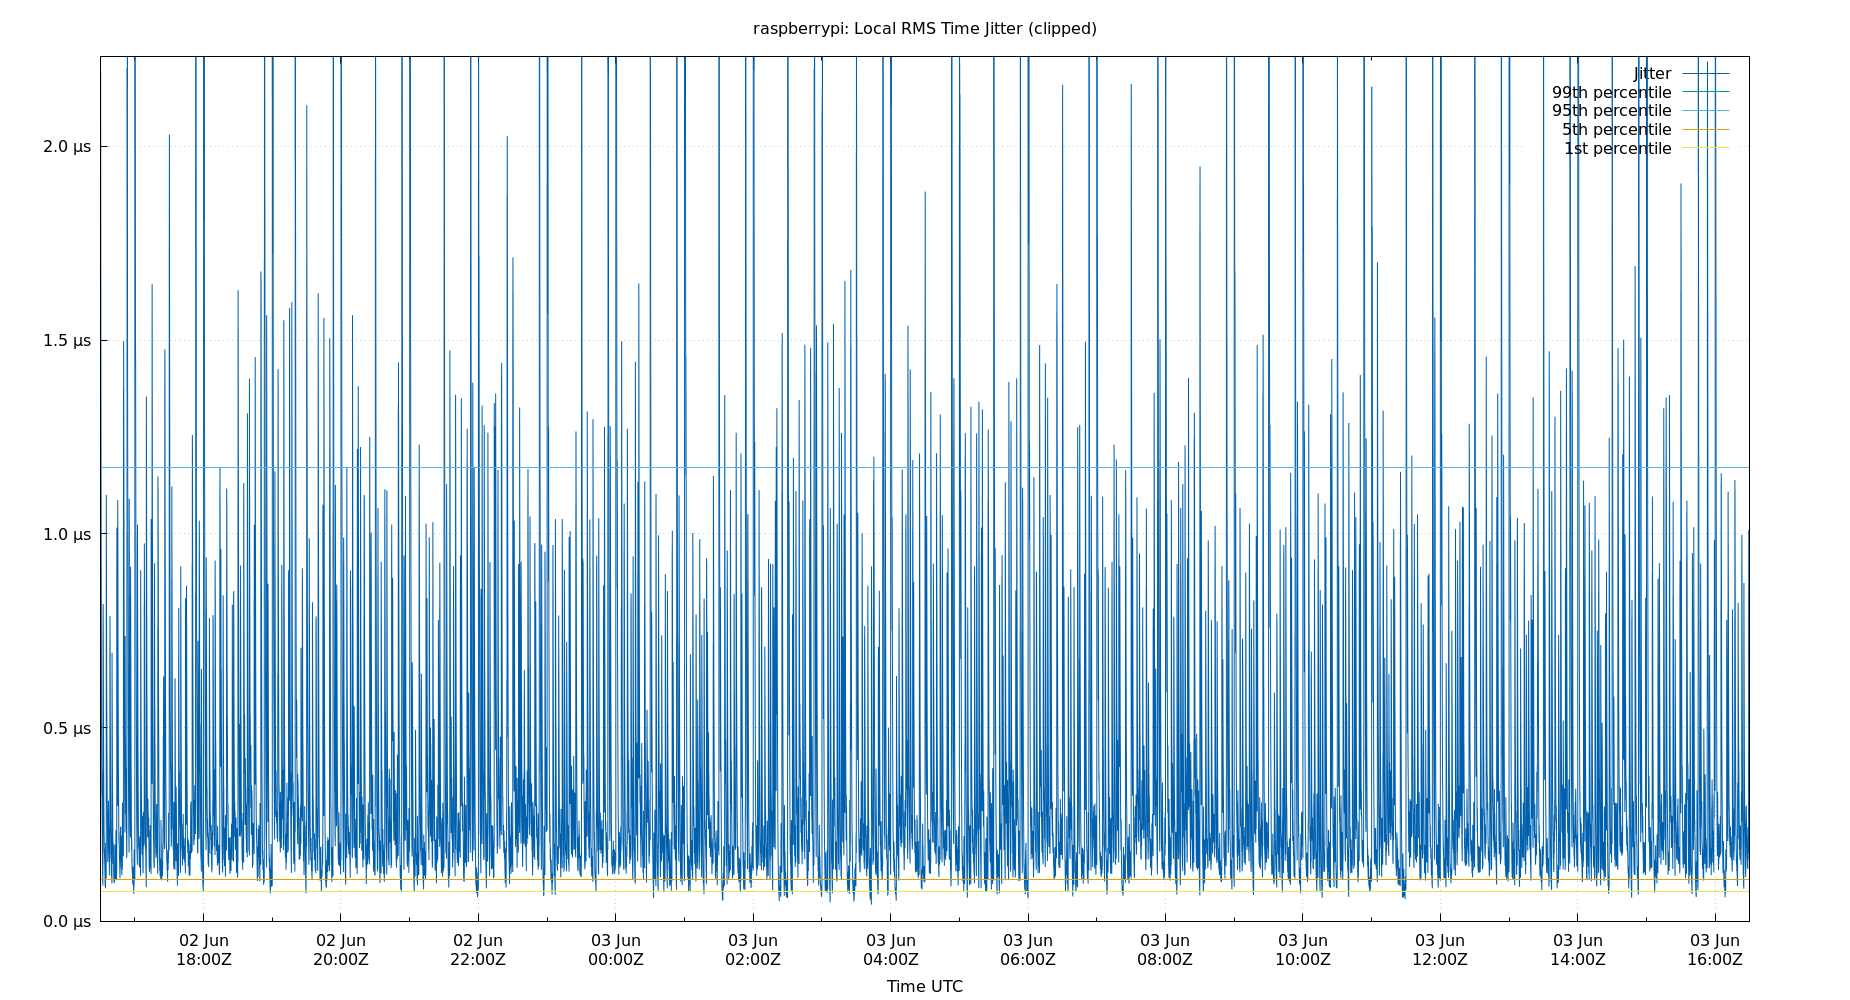 raspberrypi: Local RMS Time Jitter (clipped)
Jitter
99th percentile
95th percentile
5th percentile
1st percentile
2.0 µs
1.5 µs
1.0 µs
0.5 µs
0.0 µs
02 Jun 02 Jun 02 Jun 03 Jun 03 Jun 03 Jun 03 Jun 03 Jun 03 Jun 03 Jun 03 Jun 03 Jun
18:00Z 20:00Z 22:00Z 00:00Z 02:00Z 04:00Z 06:00Z 08:00Z 10:00Z 12:00Z 14:00Z 16:00Z
Time UTC